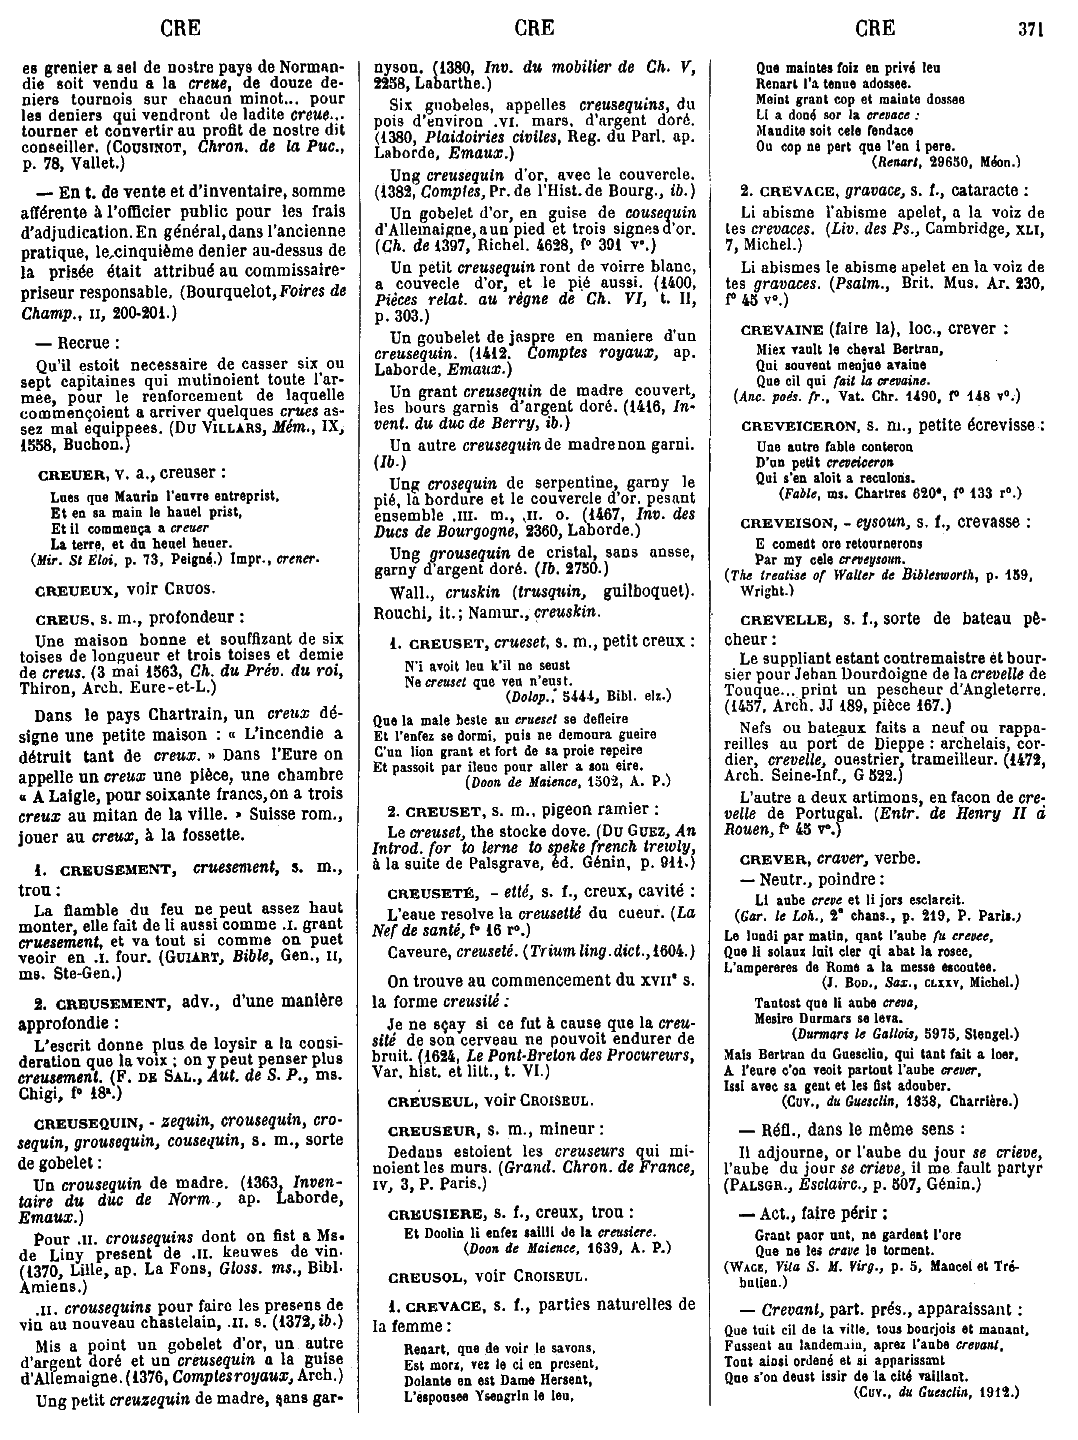 CRE
CRE
CRE
371
es grenier a sel de nostre pays de Norman-
die soit vendu a la creue, de douze de-
niers tournois sur chacun minot... pour
les deniers qui vendront de ladite creue...
tourner et convertir au profit de nostre dit
conseiller. (COUSINOT, Chron. de la Puc.,
p. 78, Vallet.)
— En t. de vente et d'inventaire, somme
afférente à l'officier public pour les frais
d'adjudication. En général, dans l'ancienne
pratique, le cinquième denier au-dessus de
la prisée était attribué au commissaire-
priseur responsable. (Bourquelot, Foires de
Champ., II, 200-201.)
— Recrue :
Qu'il estoit necessaire de casser six ou
sept capitaines qui mutinoient toute l'ar-
mee, pour le renforcement de laquelle
commençoient a arriver quelques crues as-
sez mal equippees. (DU VILLARS, Mém., IX,
1558, Buchon.)
CREUER, v. a., creuser :
Lues que Maurin l'euvre entreprist,
Et en sa main le hauel prist,
Et il commença a creuer
La terre, et du heuel heuer.
(Mir. St Eloi, p. 73, Peigné.) Impr., crener.
CREUEUX, voir CRUOS.
CREUS, s. m., profondeur :
Une maison bonne et souffizant de six
toises de longueur et trois toises et demie
de creus. (3 mai 1563, Ch. du Prév. du roi,
Thiron, Arch. Eure-et-L.)
Dans le pays Chartrain, un creux dé-
signe une petite maison : « L'incendie a
détruit tant de creux. » Dans l'Eure on
appelle un creux une pièce, une chambre
« A Laigle, pour soixante francs, on a trois
creux au mitan de la ville. » Suisse rom.,
jouer au creux, à la fossette.
1. CREUSEMENT, cruesement, s. m.,
trou :
La flamble du feu ne peut assez haut
monter, elle fait de li aussi comme .I. grant
cruesement, et va tout si comme on puet
veoir en .I. four. (GUIART, Bible, Gen., II,
ms. Ste-Gen.)
2. CREUSEMENT, adv., d'une manière
approfondie :
L'escrit donne plus de loysir a la consi-
deration que la voix ; on y peut penser plus
creusement. (F. DE SAL., Aut. de S. P., ms.
Chigi, f° 18ª.)
CREUSEQUIN, - zequin, crousequin, cro-
sequin, grousequin, cousequin, s. m., sorte
de gobelet :
Un crousequin de madre. (1363, Inven-
taire du duc de Norm., ap. Laborde,
Emaux.)
Pour .II. crousequins dont on fist a Ms.
de Liny present de .II. keuwes de vin.
(1370, Lille, ap. La Fons, Gloss. ms., Bibl.
Amiens.)
.II. crousequins pour faire les presens de
vin au nouveau chastelain, .II. s. (1372, ib.)
Mis a point un gobelet d'or, un autre
d'argent doré et un creusequin a la guise
d'Allemaigne. (1376, Comptes royaux, Arch.)
Ung petit creuzequin de madre, sans gar-
nyson. (1380, Inv. du mobilier de Ch. V,
2258, Labarthe.)
Six gnobeles, appelles creusequins, du
pois d'environ .VI. mars, d'argent doré.
(1380, Plaidoiries civiles, Reg. du Parl. ap.
Laborde, Emaux.)
Ung creusequin d'or, avec le couvercle.
(1382, Comptes, Pr. de l'Hist. de Bourg., ib.)
Un gobelet d'or, en guise de cousequin
d'Allemaigne, a un pied et trois signes d'or.
(Ch. de 1397, Richel. 4628, f° 391 v°.)
Un petit creusequin ront de voirre blanc,
a couvecle d'or, et le pié aussi. (1400,
Pièces relat. au règne de Ch. VI, t. II,
p. 303.)
Un goubelet de jaspre en maniere d'un
creusequin. (1412. Comptes royaux, ap.
Laborde, Emaux.)
Un grant creusequin de madre couvert,
les bours garnis d'argent doré. (1416, In-
vent. du duc de Berry, ib.)
Un autre creusequin de madre non garni.
(Ib.)
Ung crosequin de serpentine, garny le
pié, la bordure et le couvercle d'or, pesant
ensemble .III. m., .II. o. (1467, Inv. des
Ducs de Bourgogne, 2360, Laborde.)
Ung grousequin de cristal, sans ansse,
garny d'argent doré. (Ib. 2750.)
Wall., cruskin (trusquin, guilboquet).
Rouchi, it.; Namur., creuskin.
1. CREUSET, crueset, s. m., petit creux :
N'i avoit leu k'il ne seust
Ne creuset que veu n'eust.
(Dolop., 5444, Bibl. elz.)
Que la male beste au crueset se defleire
Et l'enfez se dormi, puis ne demoura gueire
C'un lion grant et fort de sa proie repeire
Et passoit par ileuc pour aller a son eire.
(Doon de Maience, 1502, A. P.)
2. CREUSET, s. m., pigeon ramier :
Le creuset, the stocke dove. (DU GUEZ, An
Introd. for to lerne to speke french trewly,
à la suite de Palsgrave, éd. Génin, p. 911.)
CREUSETÉ, - etté, s. f., creux, cavité :
L'eaue resolve la creusetté du cueur. (La
Nef de santé, f° 16 r°.)
Caveure, creuseté. (Trium ling. dict., 1604.)
On trouve au commencement du XVIIe s.
la forme creusité :
Je ne sçay si ce fut à cause que la creu-
sité de son cerveau ne pouvoit endurer de
bruit. (1624, Le Pont-Breton des Procureurs,
Var. hist. et litt., t. VI.)
CREUSEUL, voir CROISEUL.
CREUSEUR, s. m., mineur :
Dedans estoient les creuseurs qui mi-
noient les murs. (Grand. Chron. de France,
IV, 3, P. Paris.)
CREUSIERE, s. f., creux, trou :
Et Doolin li enfez sailli de la creusiere.
(Doon de Maience, 1639, A. P.)
CREUSOL, voir CROISEUL.
1. CREVACE, s. f., parties naturelles de
la femme :
Renart, que de voir le savons,
Est morz, vez le ci en present,
Dolante en est Dame Hersent,
L'esponsee Ysengrin le leu,
Que maintes foiz en privé leu
Renart l'a tenue adossee.
Meint grant cop et mainte dossee
Li a doné sor la crevace :
Maudite soit cele fendace
Ou cop ne pert que l'en i pere.
(Renart, 29650, Méon.)
2. CREVACE, gravace, s. f., cataracte :
Li abisme l'abisme apelet, a la voiz de
tes crevaces. (Liv. des Ps., Cambridge, XLI,
7, Michel.)
Li abismes le abisme apelet en la voiz de
tes gravaces. (Psalm., Brit. Mus. Ar. 230,
f° 45 v°.)
CREVAINE (faire la), loc., crever :
Miex vault le cheval Bertran,
Qui souvent menjue avaine
Que cil qui fait la crevaine.
(Anc. poés. fr., Vat. Chr. 1490, f° 148 v°.)
CREVEICERON, s. m., petite écrevisse :
Une autre fable conteron
D'un petit creveiceron
Qui s'en aloit a reculons.
(Fable, ms. Chartres 620ª, f° 133 r°.)
CREVEISON, - eysoun, s. f., crevasse :
E coment ore retournerons
Par my cele creveysoun.
(The treatise of Walter de Biblesworth, p. 159,
Wright.)
CREVELLE, s. f., sorte de bateau pê-
cheur :
Le suppliant estant contremaistre et bour-
sier pour Jehan Dourdoigne de la crevelle de
Touque... print un pescheur d'Angleterre.
(1457, Arch. JJ 189, pièce 167.)
Nefs ou bateaux faits a neuf ou rappa-
reilles au port de Dieppe : archelais, cor-
dier, crevelle, ouestrier, trameilleur. (1472,
Arch. Seine-Inf., G 522.)
L'autre a deux artimons, en facon de cre-
velle de Portugal. (Entr. de Henry II à
Rouen, f° 45 v°.)
CREVER, craver, verbe.
— Neutr., poindre :
Li aube creve et li jors esclarcit.
(Gar. le Loh., 2e chans., p. 219, P. Paris.)
Le lundi par matin, qant l'aube fu crevee,
Que li solauz luit cler qi abat la rosee,
L'ampereres de Rome a la messe escoutee.
(J. BOD., Sax., CLXXV, Michel.)
Tantost que li aube creva,
Mesire Durmars se leva.
(Durmars le Gallois, 5975, Stengel.)
Mais Bertran du Guesclin, qui tant fait a loer,
A l'eure c'on veoit partout l'aube crever,
Issi avec sa gent et les fist adouber.
(CUV., du Guesclin, 1858, Charrière.)
— Réfl., dans le même sens :
Il adjourne, or l'aube du jour se crieve,
l'aube du jour se crieve, il me fault partyr
(PALSGR., Esclairc., p. 507, Génin.)
— Act., faire périr :
Grant paor unt, ne gardent l'ore
Que ne les crave le torment.
(WACE, Vita S. M. Virg., p. 5, Mancel et Tré-
butien.)
— Crevant, part. prés., apparaissant :
Que tuit cil de la ville, tous bourjois et manant,
Fussent au landemain, aprez l'aube crevant,
Tout ainsi ordené et si apparissant
Que s'on deust issir de la cité vaillant.
(CUV., du Guesclin, 1912.)